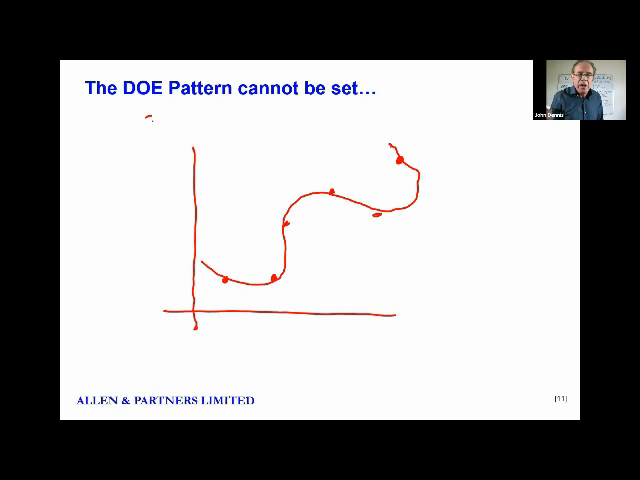 The DOE Pattern cannot be set…
John Dennis
ALLEN & PARTNERS LIMITED
[11]